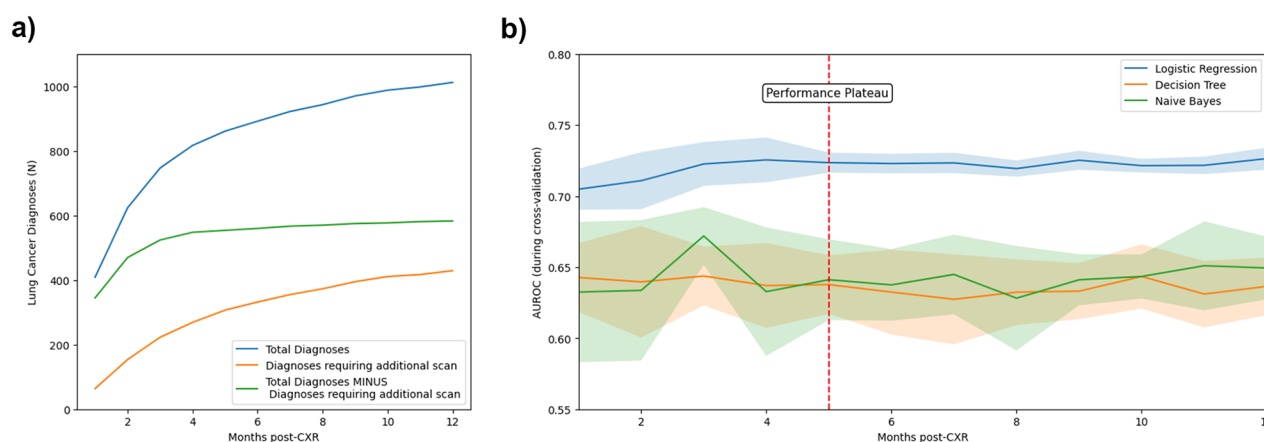 a)
Lung Cancer Diagnoses (N)
1000
800
600
400
200
0
2
4
6
8
10
12
Months post-CXR
Total Diagnoses
Diagnoses requiring additional scan
Total Diagnoses MINUS
Diagnoses requiring additional scan
b)
AUROC (during cross-validation)
0.80
0.75
0.70
0.65
0.60
0.55
2
4
6
8
10
Months post-CXR
Performance Plateau
Logistic Regression
Decision Tree
Naive Bayes